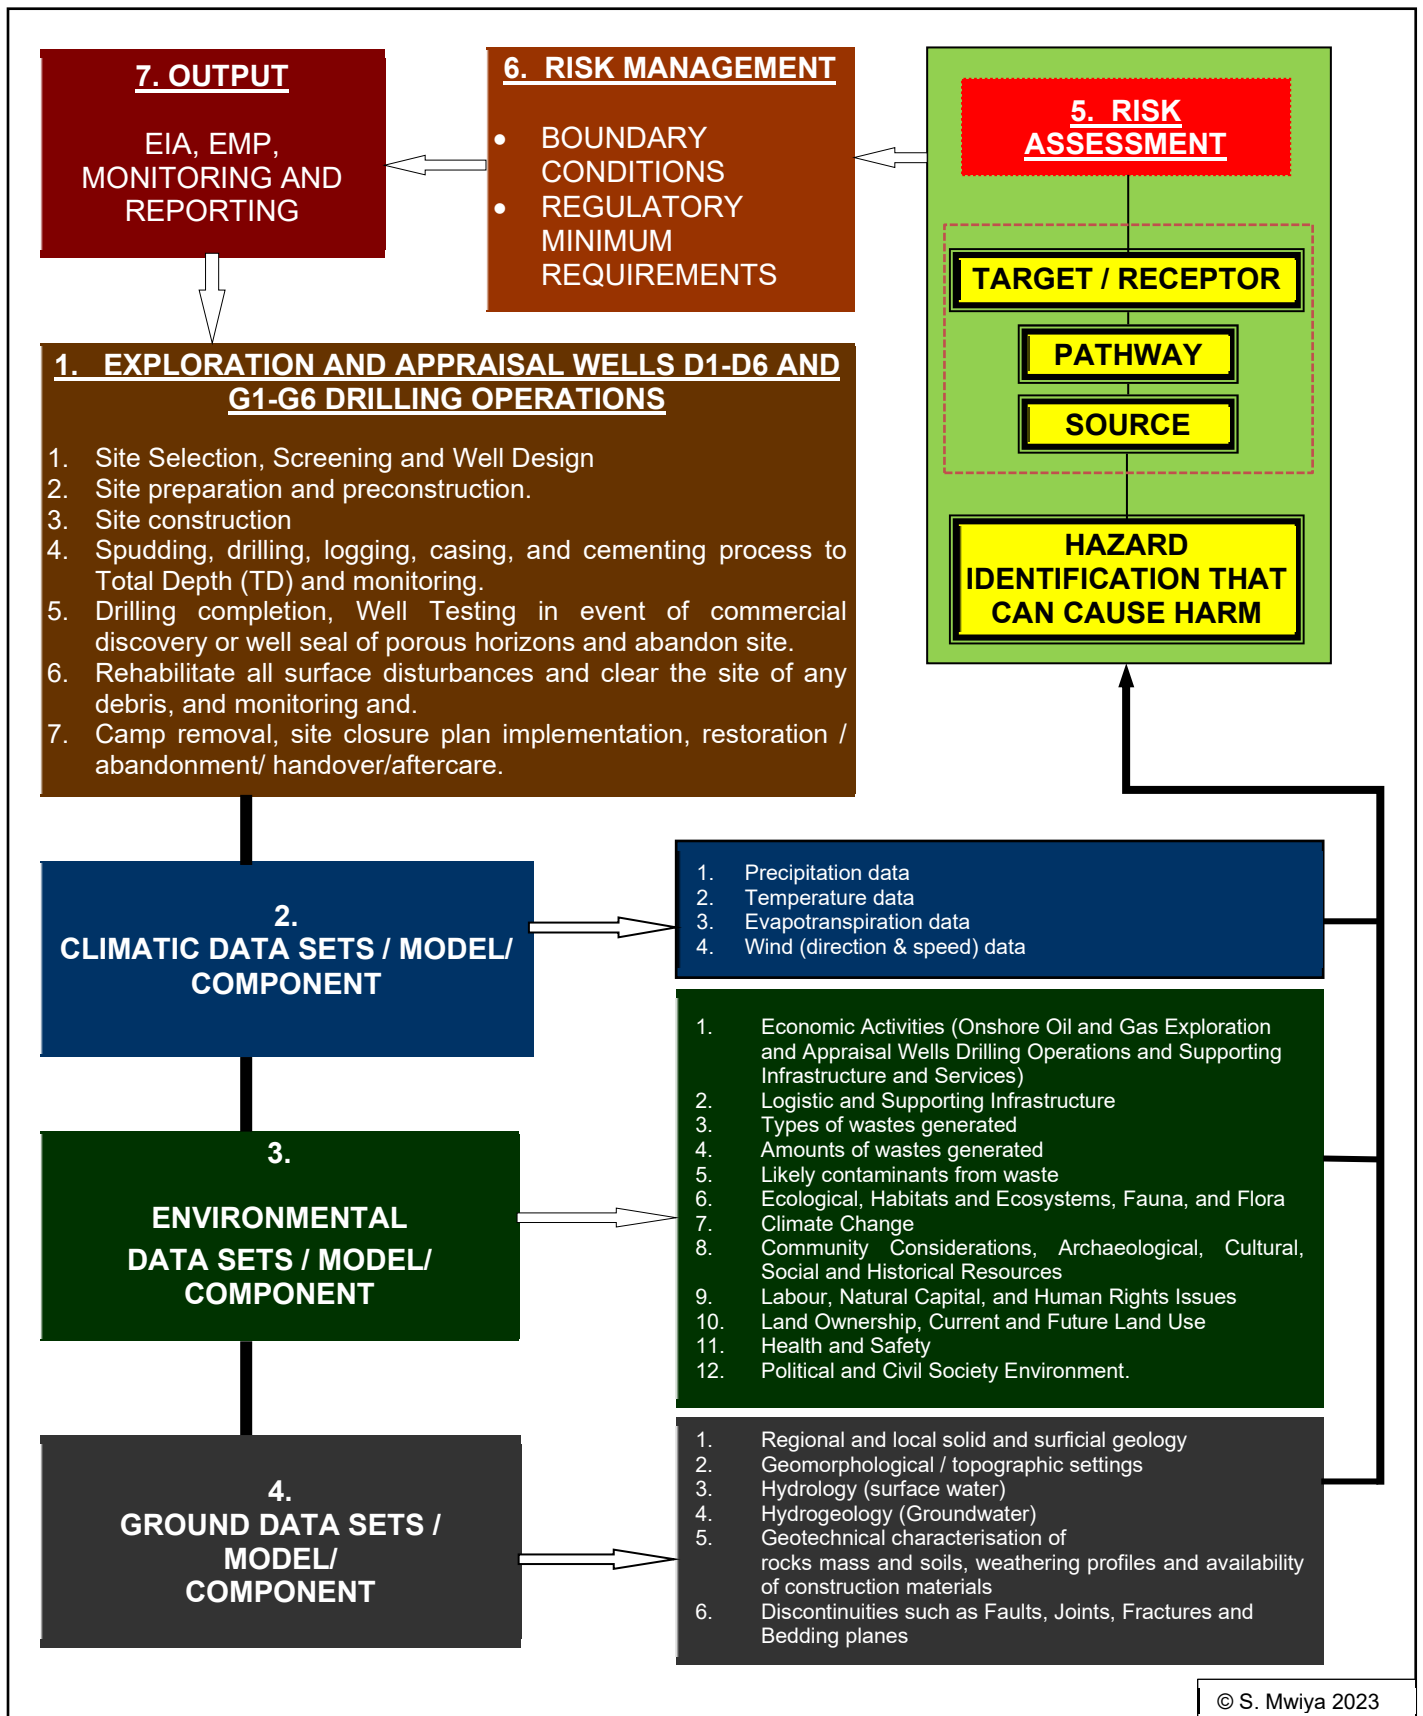 7. OUTPUT
EIA, EMP,
MONITORING AND
REPORTING
6. RISK MANAGEMENT
• BOUNDARY
CONDITIONS
• REGULATORY
MINIMUM
REQUIREMENTS
5. RISK
ASSESSMENT
TARGET / RECEPTOR
PATHWAY
SOURCE
HAZARD
IDENTIFICATION THAT
CAN CAUSE HARM
1. EXPLORATION AND APPRAISAL WELLS D1-D6 AND
G1-G6 DRILLING OPERATIONS
1. Site Selection, Screening and Well Design
2. Site preparation and preconstruction.
3. Site construction
4. Spudding, drilling, logging, casing, and cementing process to
Total Depth (TD) and monitoring.
5. Drilling completion, Well Testing in event of commercial
discovery or well seal of porous horizons and abandon site.
6. Rehabilitate all surface disturbances and clear the site of any
debris, and monitoring and.
7. Camp removal, site closure plan implementation, restoration /
abandonment/ handover/aftercare.
2.
CLIMATIC DATA SETS / MODEL/
COMPONENT
1. Precipitation data
2. Temperature data
3. Evapotranspiration data
4. Wind (direction & speed) data
3.
ENVIRONMENTAL
DATA SETS / MODEL/
COMPONENT
1. Economic Activities (Onshore Oil and Gas Exploration
and Appraisal Wells Drilling Operations and Supporting
Infrastructure and Services)
2. Logistic and Supporting Infrastructure
3. Types of wastes generated
4. Amounts of wastes generated
5. Likely contaminants from waste
6. Ecological, Habitats and Ecosystems, Fauna, and Flora
7. Climate Change
8. Community Considerations, Archaeological, Cultural,
Social and Historical Resources
9. Labour, Natural Capital, and Human Rights Issues
10. Land Ownership, Current and Future Land Use
11. Health and Safety
12. Political and Civil Society Environment.
4.
GROUND DATA SETS /
MODEL/
COMPONENT
1. Regional and local solid and surficial geology
2. Geomorphological / topographic settings
3. Hydrology (surface water)
4. Hydrogeology (Groundwater)
5. Geotechnical characterisation of
rocks mass and soils, weathering profiles and availability
of construction materials
6. Discontinuities such as Faults, Joints, Fractures and
Bedding planes
© S. Mwiya 2023